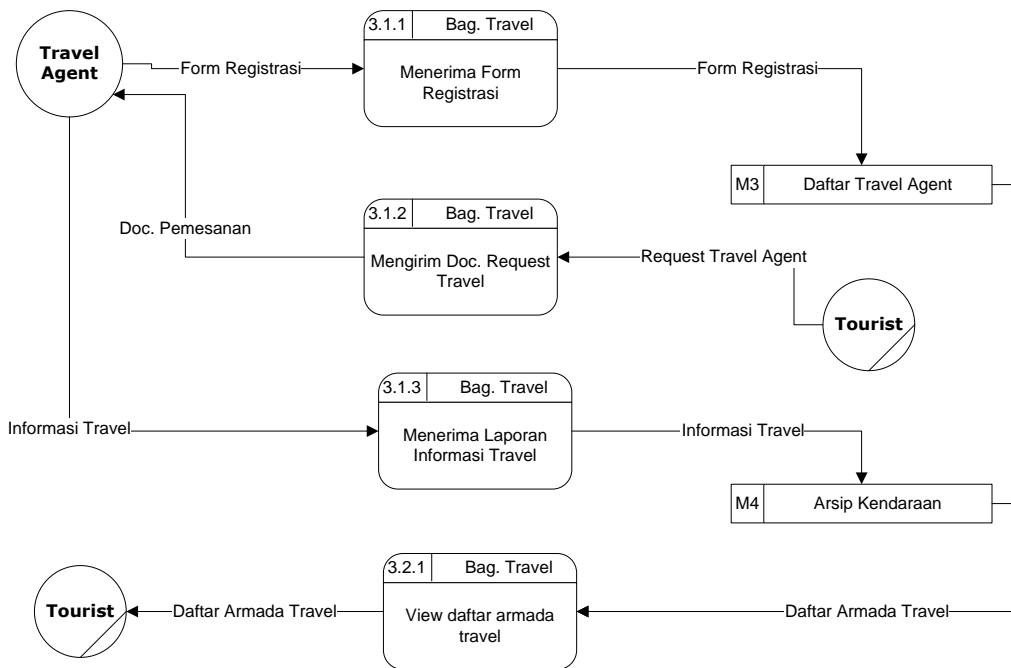 Travel
Agent
Form Registrasi
3.1.1
Bag. Travel
Menerima Form
Registrasi
Form Registrasi
M3
Daftar Travel Agent
Doc. Pemesanan
3.1.2
Bag. Travel
Mengirim Doc. Request
Travel
Request Travel Agent
Tourist
Informasi Travel
3.1.3
Bag. Travel
Menerima Laporan
Informasi Travel
Informasi Travel
M4
Arsip Kendaraan
Tourist
Daftar Armada Travel
3.2.1
Bag. Travel
View daftar armada
travel
Daftar Armada Travel